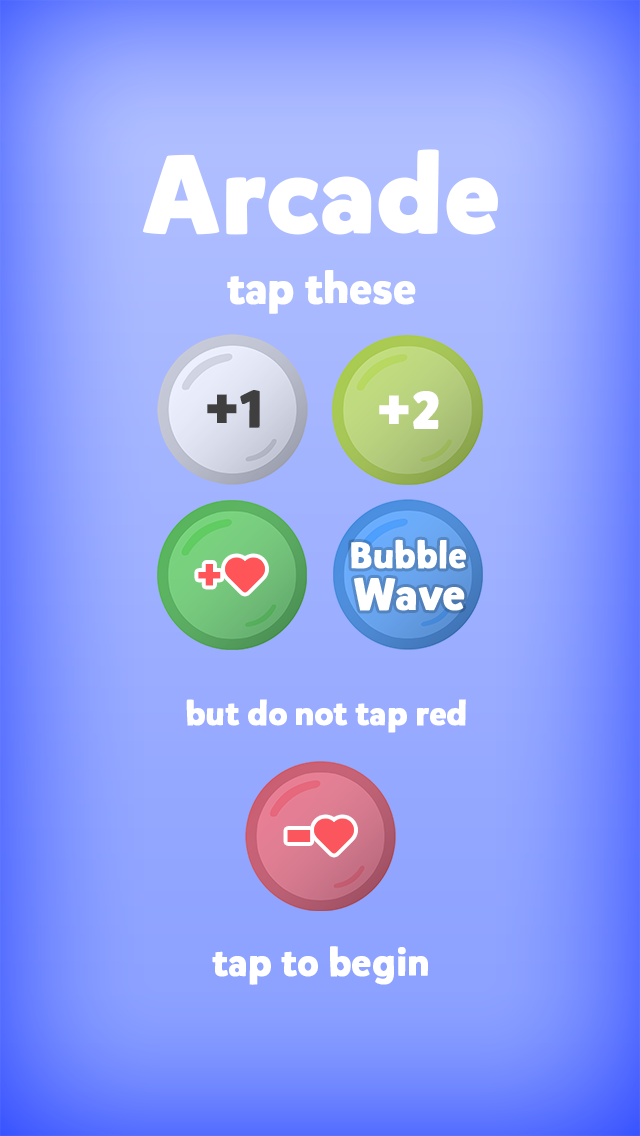 Arcade
tap these
+1
+2
Bubble
Wave
but do not tap red
tap to begin